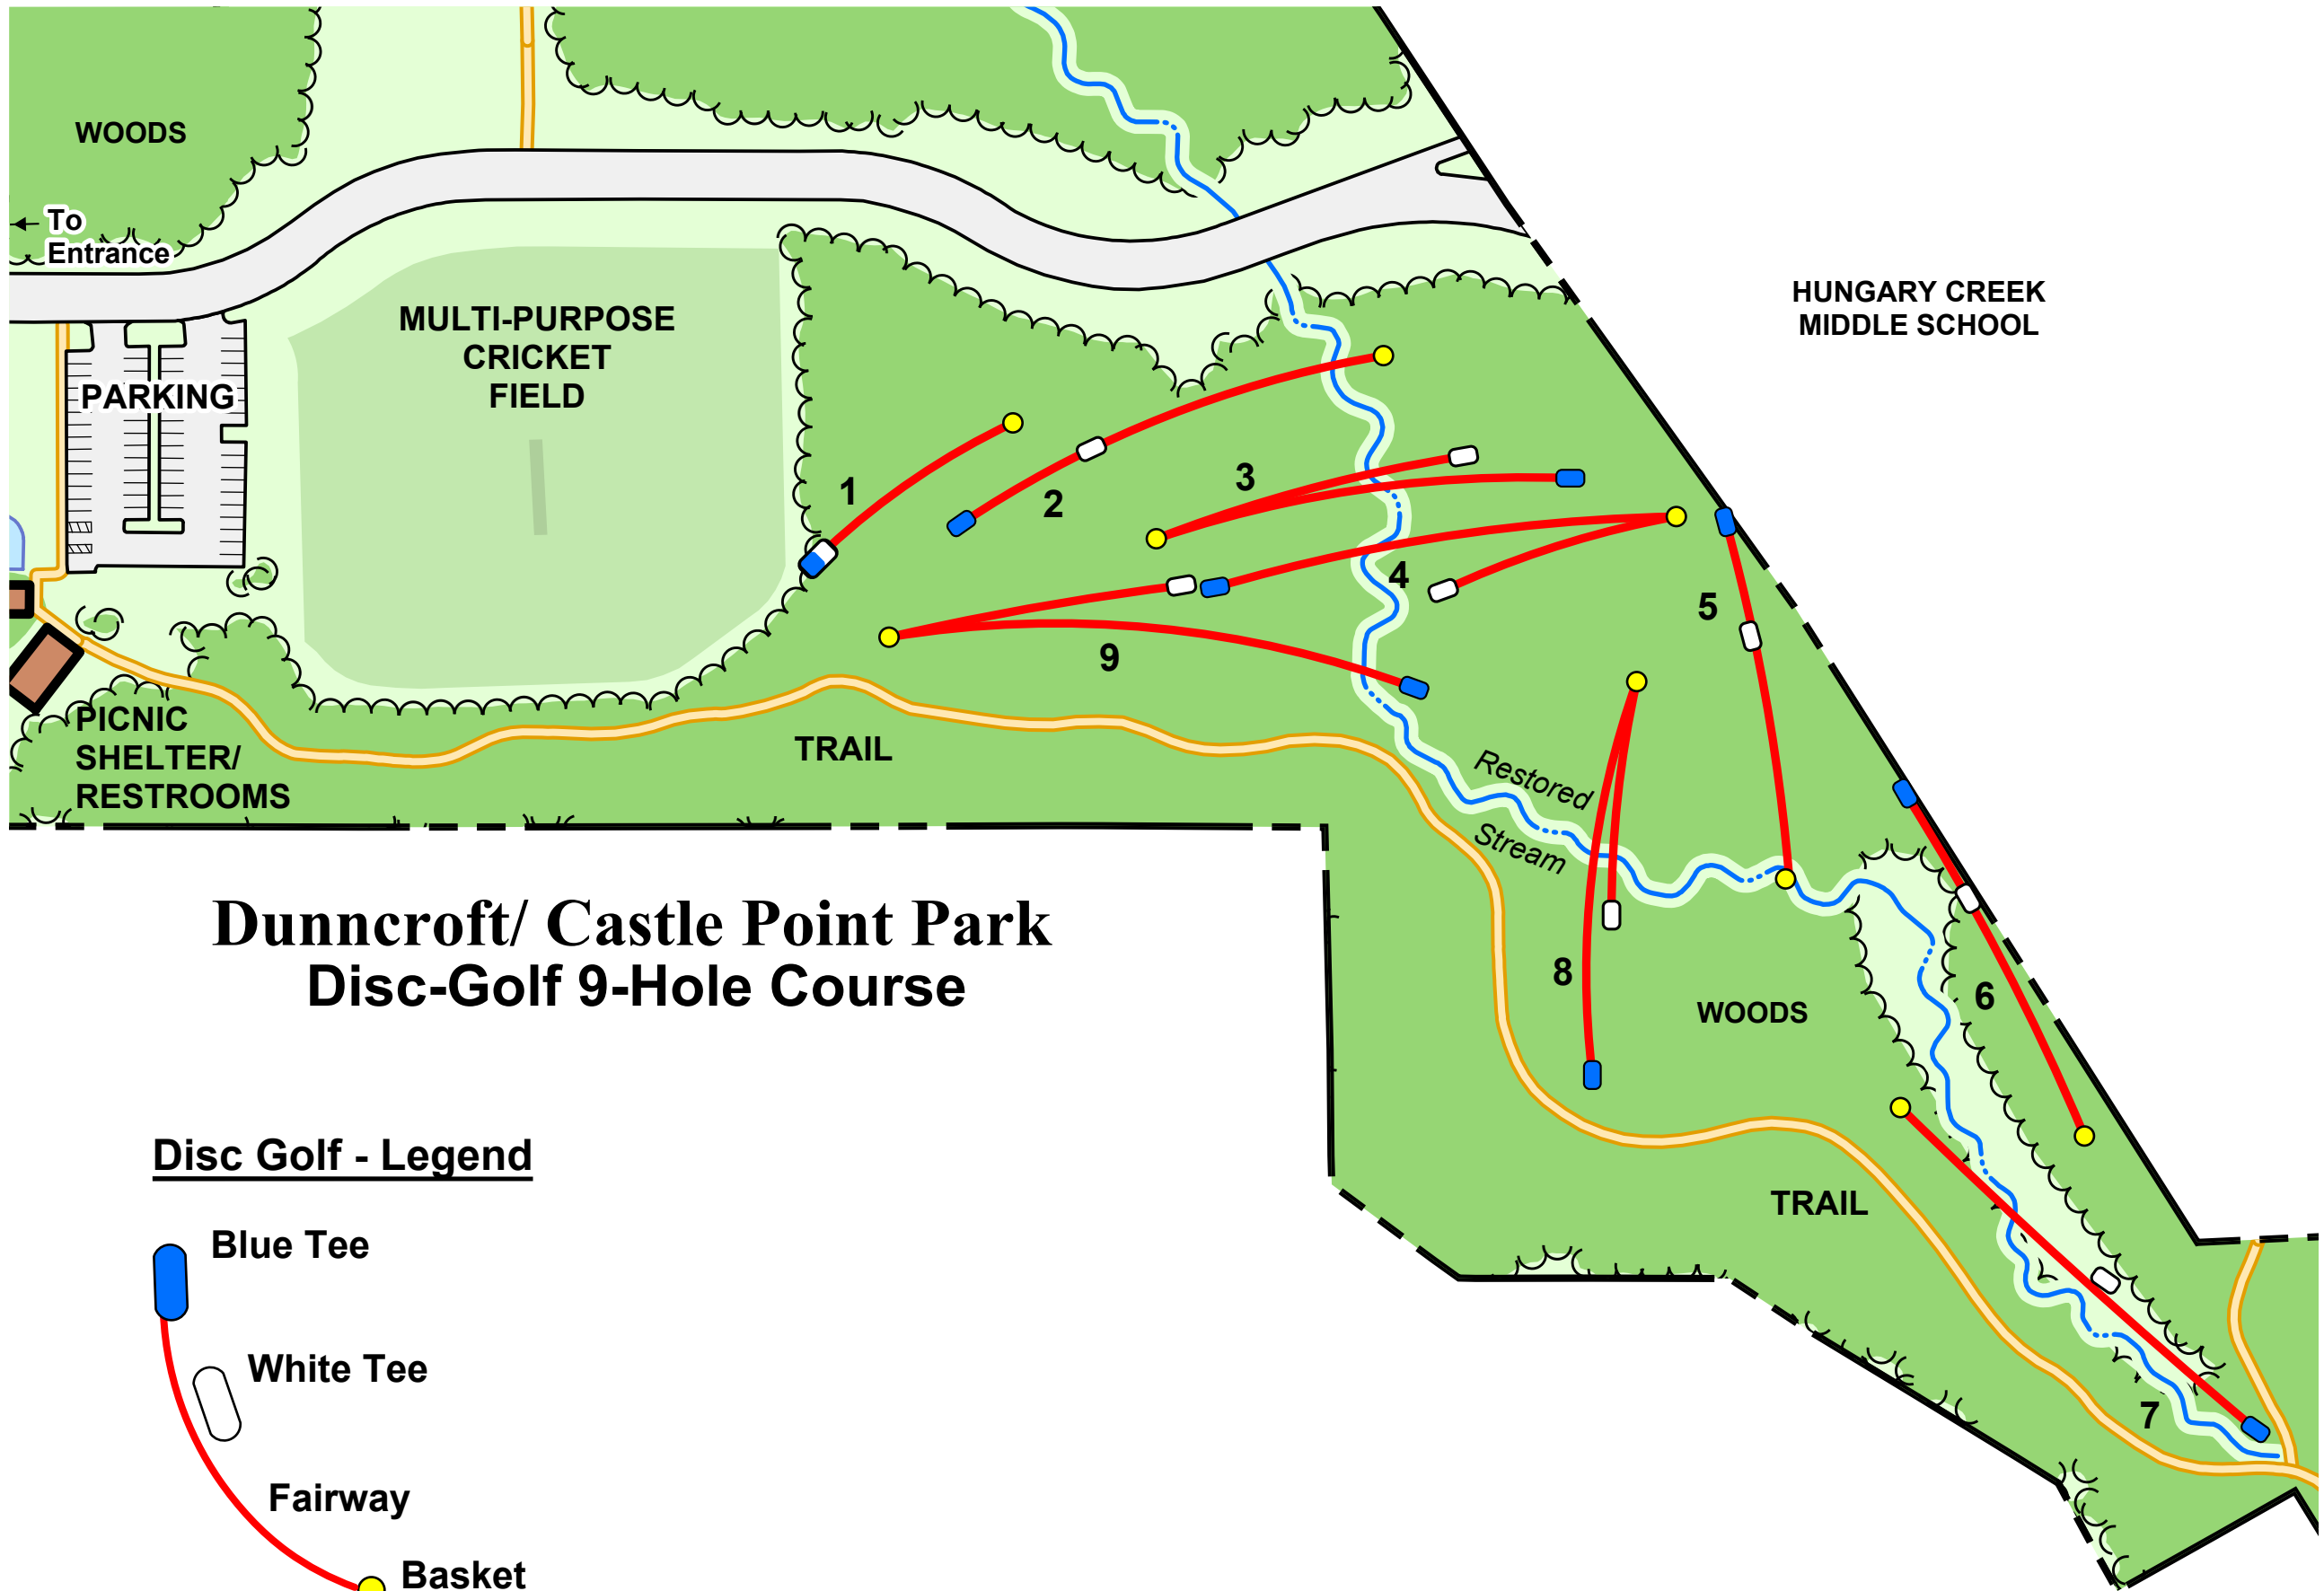 WOODS
To
Entrance
PARKING
MULTI-PURPOSE
CRICKET
FIELD
HUNGARY CREEK
MIDDLE SCHOOL
1
2
3
4
5
9
PICNIC
SHELTER/
RESTROOMS
TRAIL
Restored
Stream
Dunncroft/ Castle Point Park
Disc-Golf 9-Hole Course
8
WOODS
6
TRAIL
7
Disc Golf - Legend
Blue Tee
White Tee
Fairway
Basket